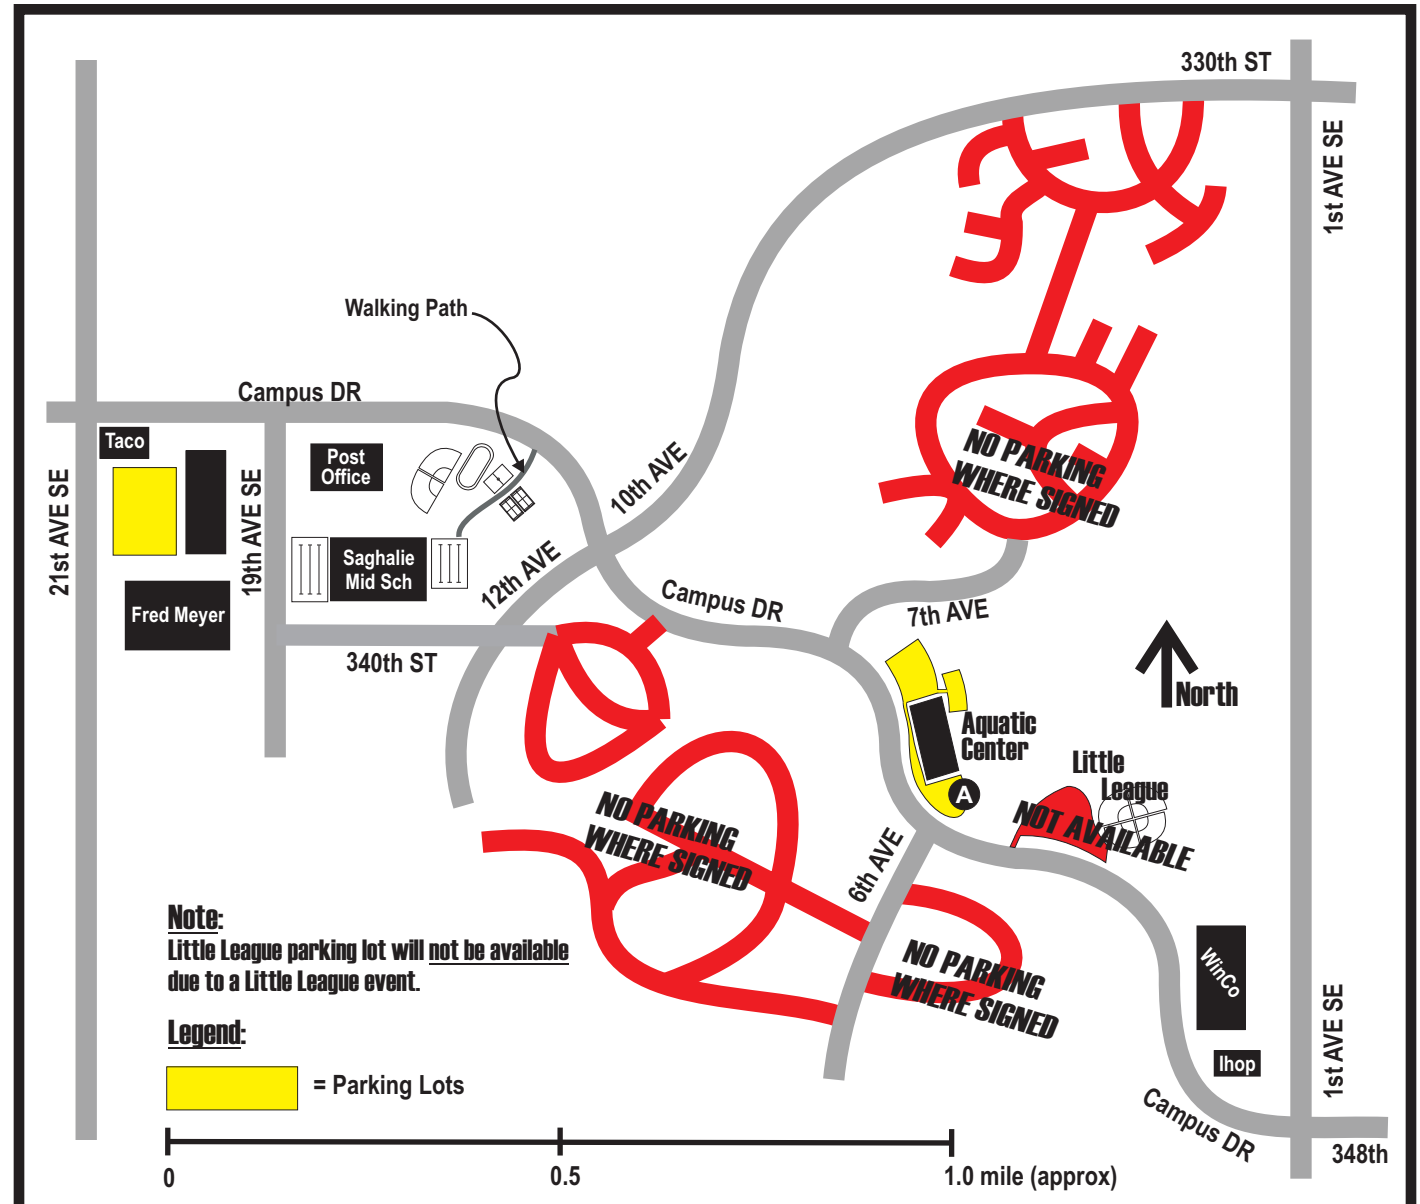 330th ST
1st AVE SE
Walking Path
Campus DR
Taco
Post
Office
10th AVE
NO PARKING
WHERE SIGNED
21st AVE SE
19th AVE SE
Saghalie
Mid Sch
12th AVE
Fred Meyer
Campus DR
7th AVE
340th ST
North
Aquatic
Center
Little
League
A
NOT AVAILABLE
NO PARKING
WHERE SIGNED
6th AVE
Note:
Little League parking lot will not be available
due to a Little League event.
NO PARKING
WHERE SIGNED
WinCo
Legend:
= Parking Lots
Ihop
1st AVE SE
Campus DR
348th
0
0.5
1.0 mile (approx)